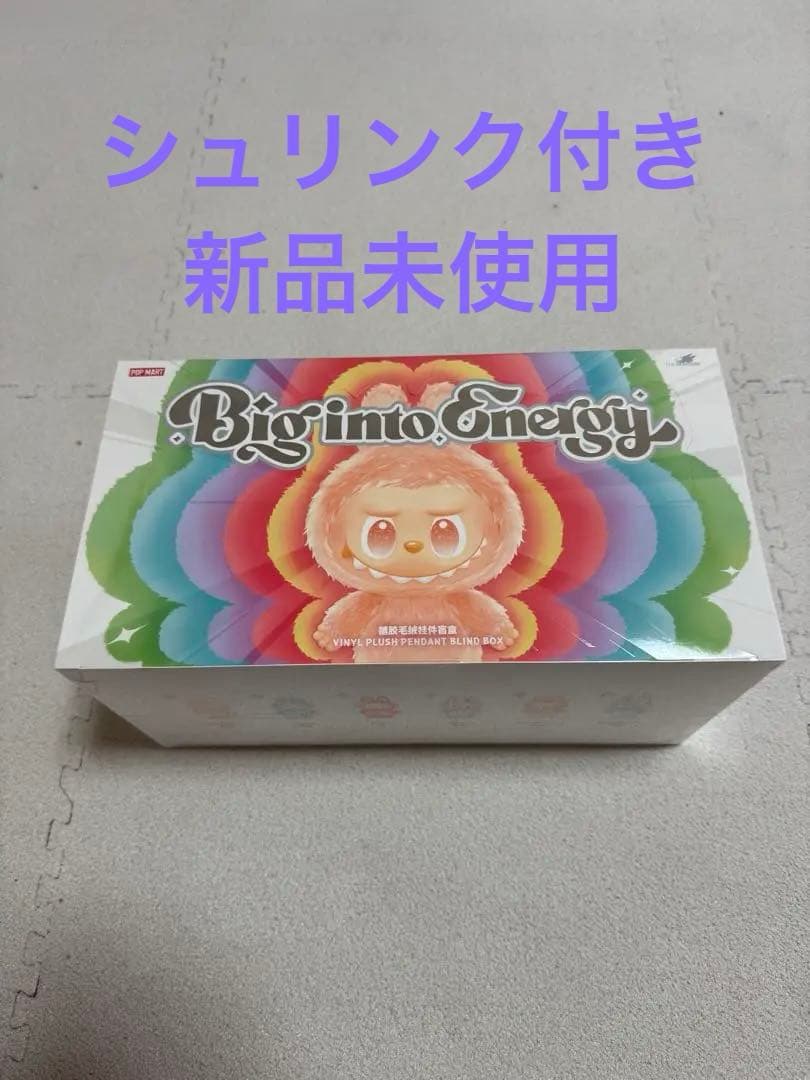 シュリンク付き
新品未使用
POP MART
Big into Energy
搪胶毛绒挂件盲盒
VINYL PLUSH PENDANT BLIND BOX